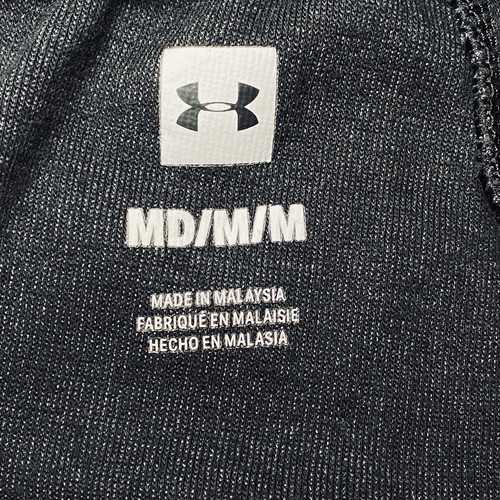 MD/M/M
MADE IN MALAYSIA
FABRIQUÉ EN MALAISIE
HECHO EN MALASIA